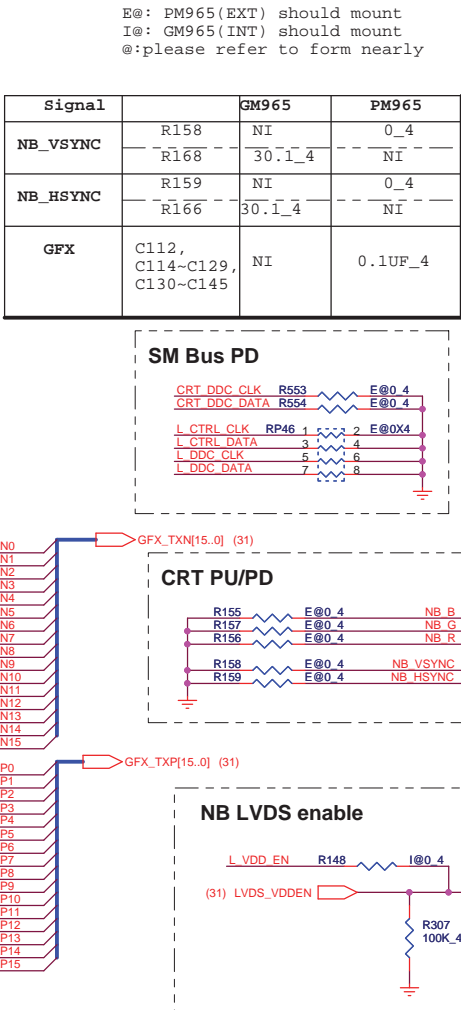 E@: PM965(EXT) should mount
I@: GM965(INT) should mount
@:please refer to form nearly
Signal GM965 PM965
NB_VSYNC
R158 NI 0_4
R168 30.1_4 NI
NB_HSYNC
R159 NI 0_4
R166 30.1_4 NI
GFX
C112,
C114~C129, NI 0.1UF_4
C130~C145
SM Bus PD
CRT_DDC_CLK R553 E@0_4
CRT_DDC_DATA R554 E@0_4
L_CTRL_CLK RP46 1 2 E@0X4
L_CTRL_DATA 3 4
L_DDC_CLK 5 6
L_DDC_DATA 7 8
GFX_TXN[15..0] (31)
N0
N1
N2
N3
N4
N5
N6
N7
N8
N9
N10
N11
N12
N13
N14
N15
CRT PU/PD
R155 E@0_4 NB_B
R157 E@0_4 NB_G
R156 E@0_4 NB_R
R158 E@0_4 NB_VSYNC
R159 E@0_4 NB_HSYNC
GFX_TXP[15..0] (31)
P0
P1
P2
P3
P4
P5
P6
P7
P8
P9
P10
P11
P12
P13
P14
P15
NB LVDS enable
L_VDD_EN R148 I@0_4
(31) LVDS_VDDEN
R307
100K_4